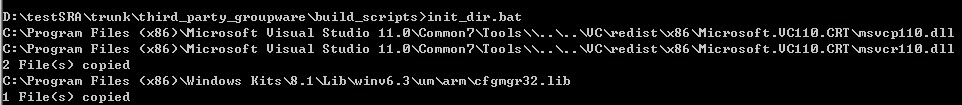 D:\testSRA\trunk\third_party_groupware\build_scripts>init_dir.bat
C:\Program Files (x86)\Microsoft Visual Studio 11.0\Common7\Tools\\..\..\VC\redist\x86\Microsoft.VC110.CRT\msvcp110.dll
C:\Program Files (x86)\Microsoft Visual Studio 11.0\Common7\Tools\\..\..\VC\redist\x86\Microsoft.VC110.CRT\msvcr110.dll
2 File(s) copied
C:\Program Files (x86)\Windows Kits\8.1\Lib\winv6.3\um\arm\cfgmgr32.lib
1 File(s) copied